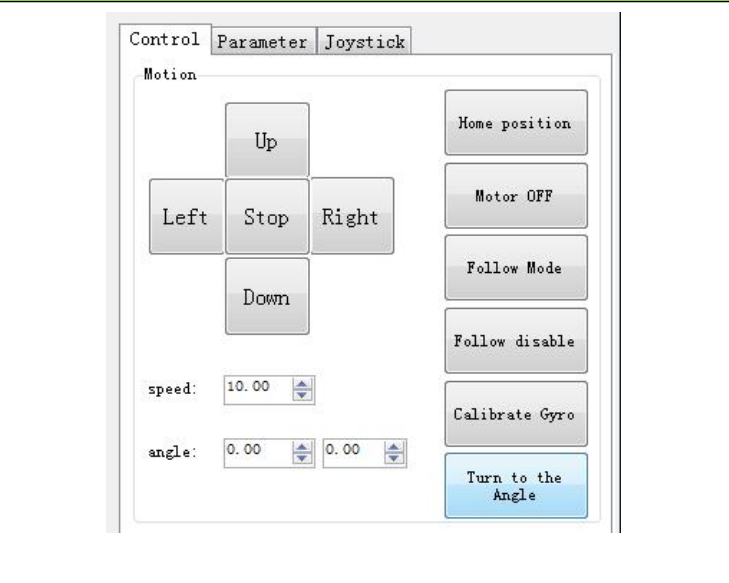 Control Parameter Joystick
Motion
Up
Left Stop Right
Down
speed: 10.00
angle: 0.00 0.00
Home position
Motor OFF
Follow Mode
Follow disable
Calibrate Gyro
Turn to the
Angle